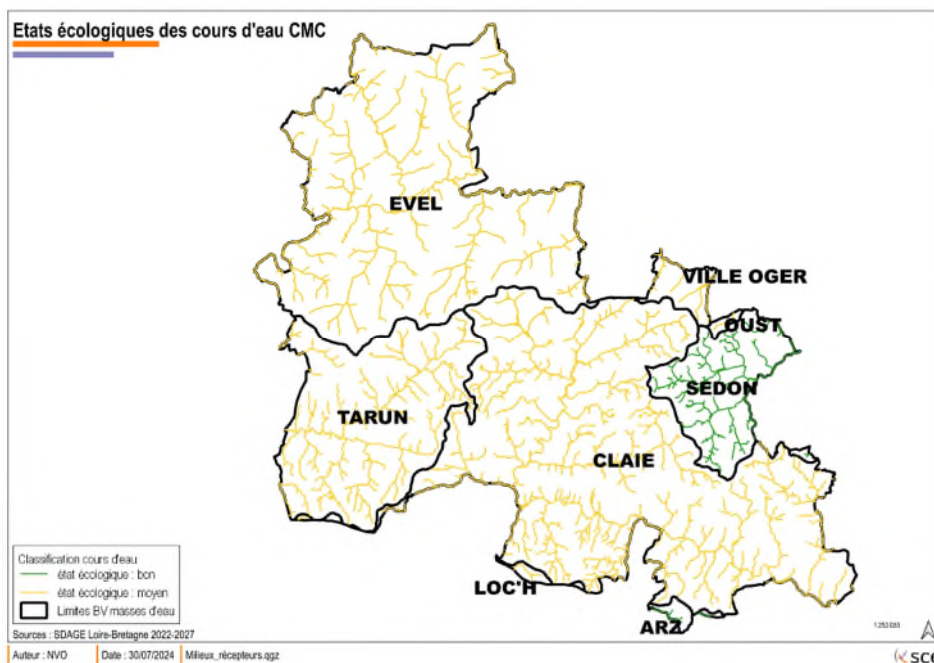 Etats écologiques des cours d'eau CMC
EVEL
VILLE OGER
OUST
SEDON
TARUN
CLAIE
LOC'H
ARZ
Classification cours d'eau
état écologique : bon
état écologique : moyen
Limites BV masses d'eau
Sources : SDAGE Loire-Bretagne 2022-2027
Auteur : NVO
Date : 30/07/2024
Milieux_récepteurs.qgz